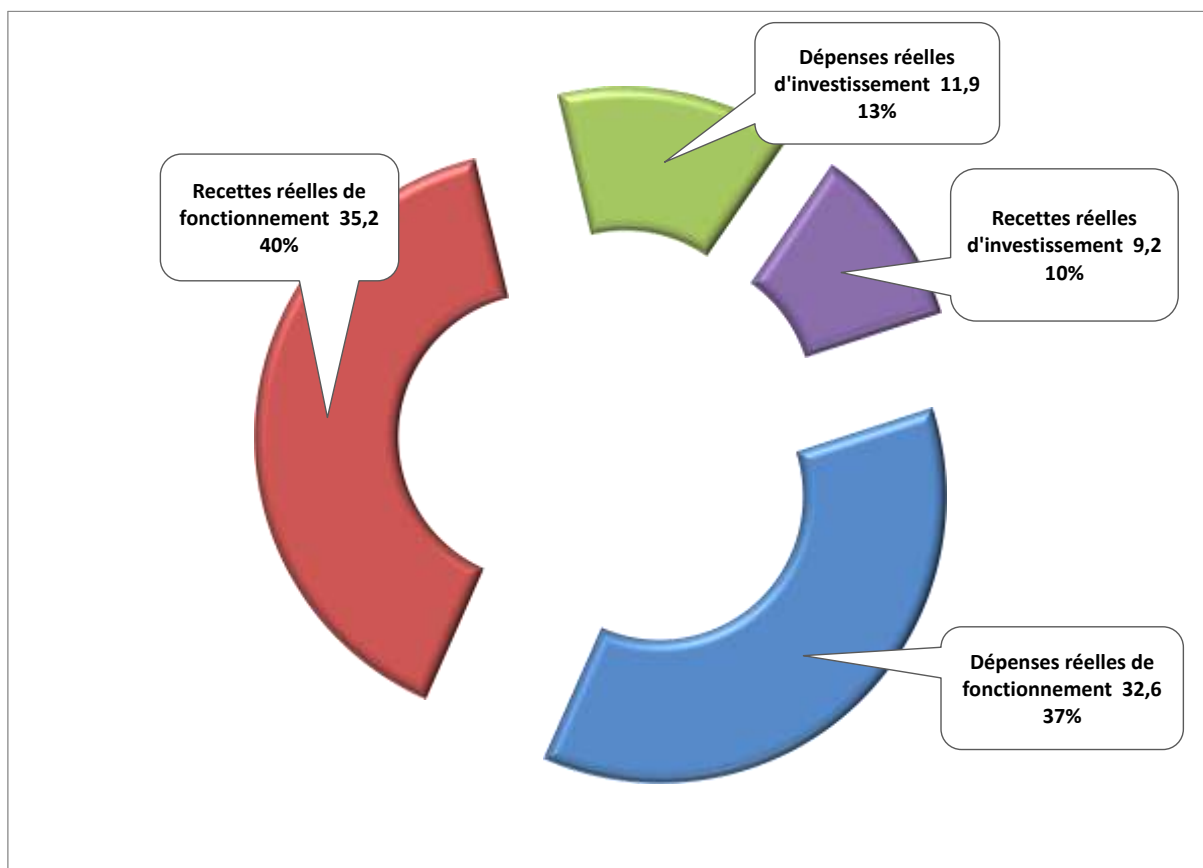 Dépenses réelles
d'investissement 11,9
13%
Recettes réelles de
fonctionnement 35,2
40%
Recettes réelles
d'investissement 9,2
10%
Dépenses réelles de
fonctionnement 32,6
37%